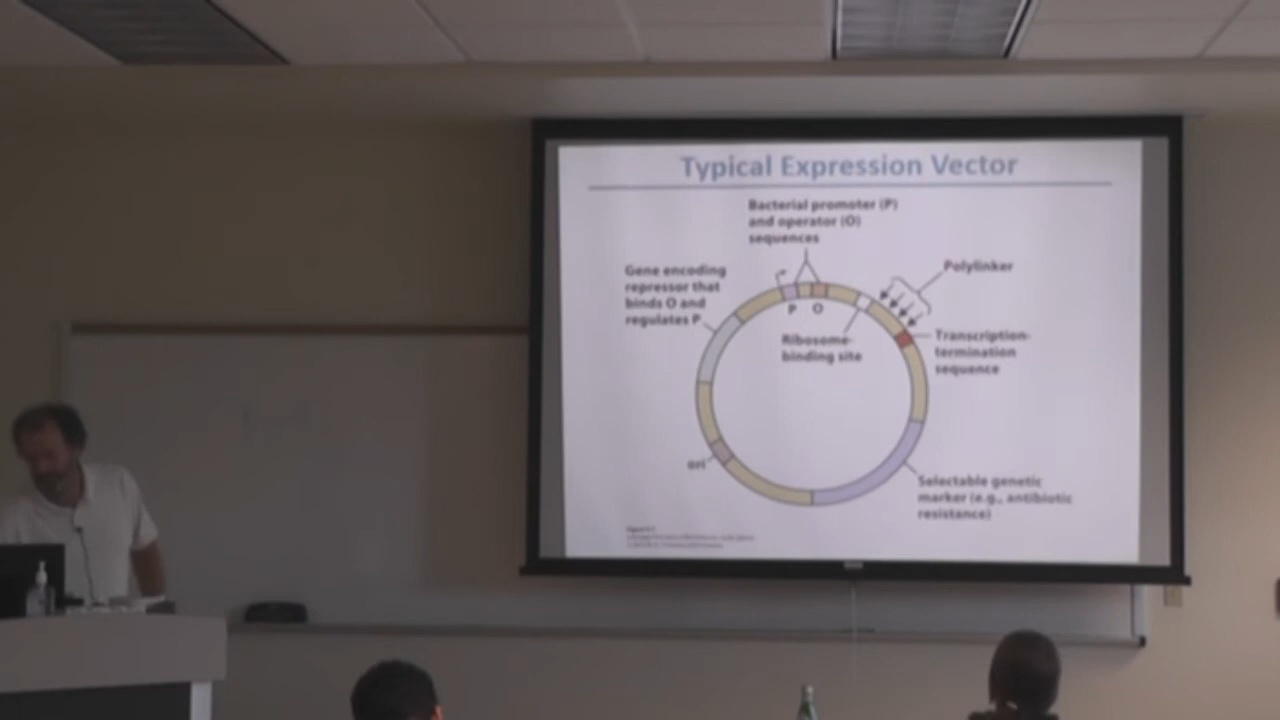 Typical Expression Vector
Bacterial promoter (P)
and operator (O)
sequences
Gene encoding
repressor that
binds O and
regulates P
Polylinker
P O
Ribosome-
binding site
Transcription-
termination
sequence
ori
Selectable genetic
marker (e.g., antibiotic
resistance)